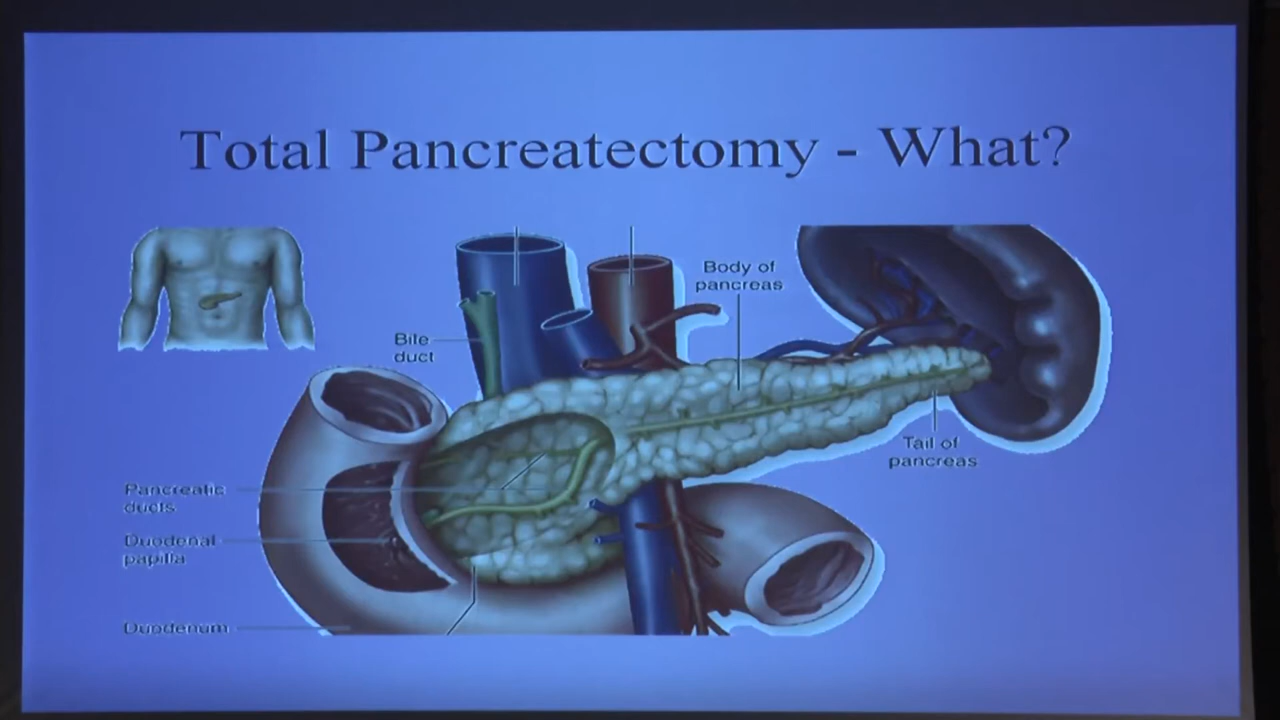 Total Pancreatectomy - What?
Body of
pancreas
Bile
duct
Tail of
pancreas
Pancreatic
ducts
Duodenal
papilla
Duodenum